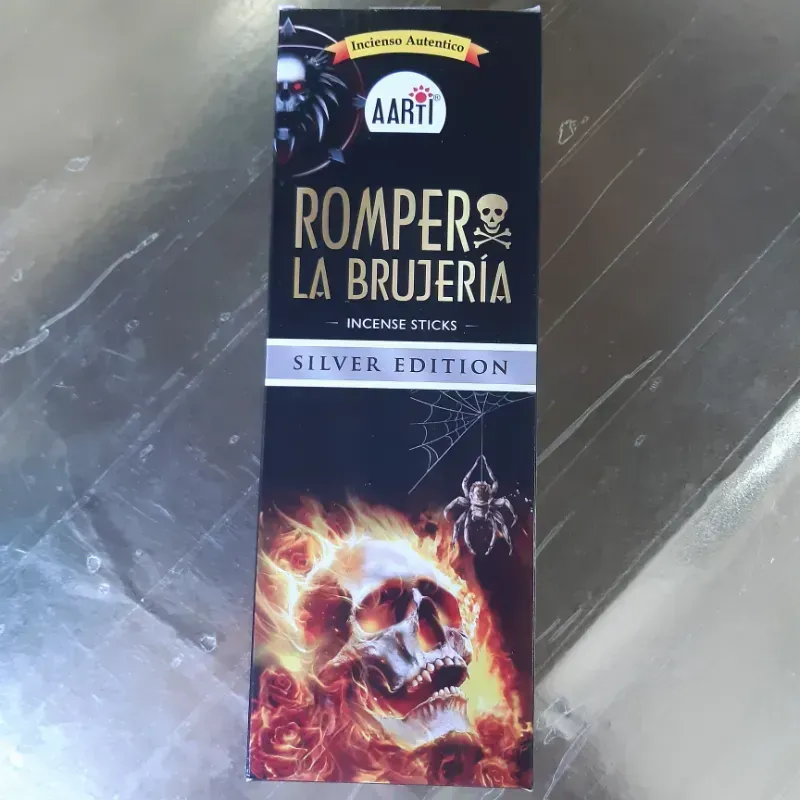 Incienso Autentico
AARTI®
ROMPER
LA BRUJERÍA
INCENSE STICKS
SILVER EDITION